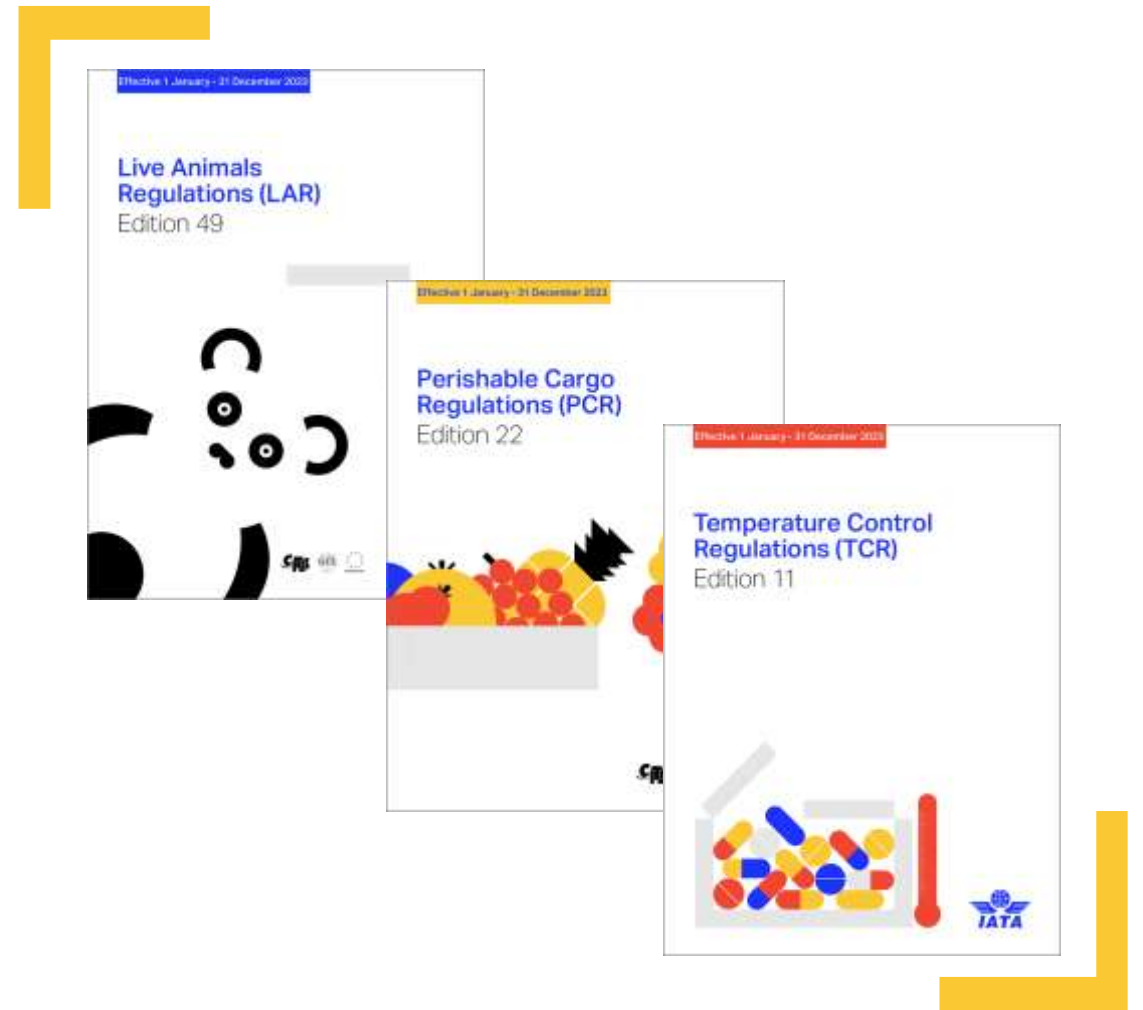 Effective 1 January - 31 December 2023
Live Animals
Regulations (LAR)
Edition 49
Effective 1 January - 31 December 2023
Perishable Cargo
Regulations (PCR)
Edition 22
Effective 1 January - 31 December 2023
Temperature Control
Regulations (TCR)
Edition 11
IATA